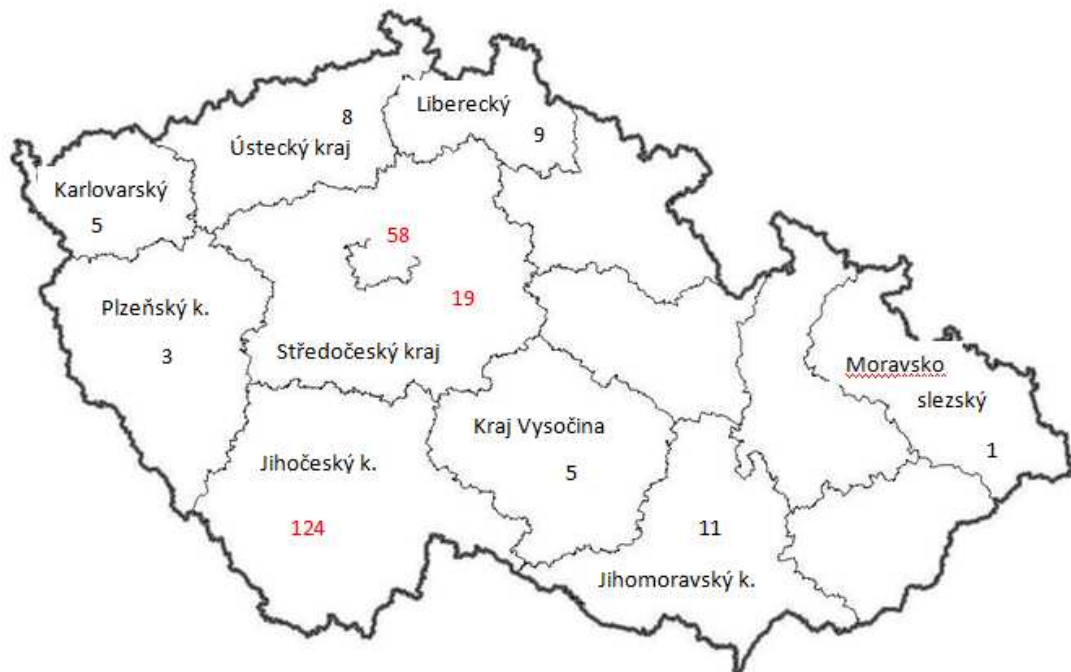 Liberecký
8
9
Ústecký kraj
Karlovarský
5
58
19
Plzeňský k.
3
Středočeský kraj
Moravsko
slezský
1
Kraj Vysočina
5
Jihočeský k.
124
11
Jihomoravský k.